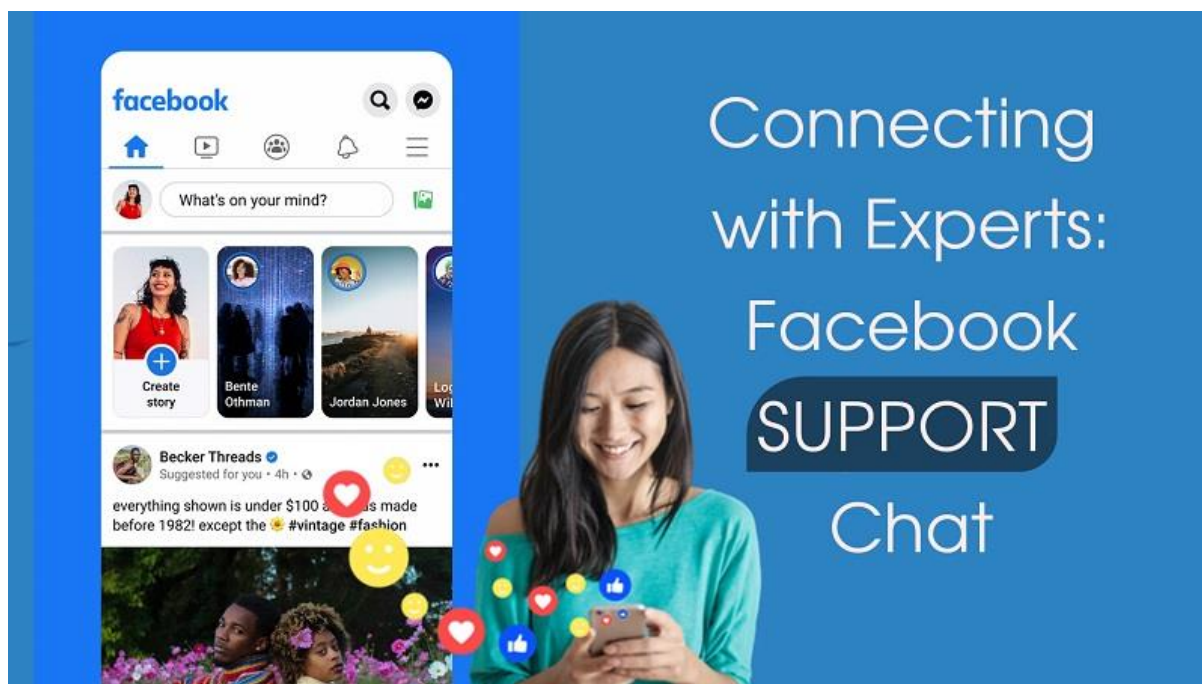 facebook
What's on your mind?
Create
story
Bente
Othman
Jordan Jones
Becker Threads
Suggested for you • 4h •
everything shown is under $100 made
before 1982! except the 🌻 #vintage #fashion
Connecting
with Experts:
Facebook
SUPPORT
Chat